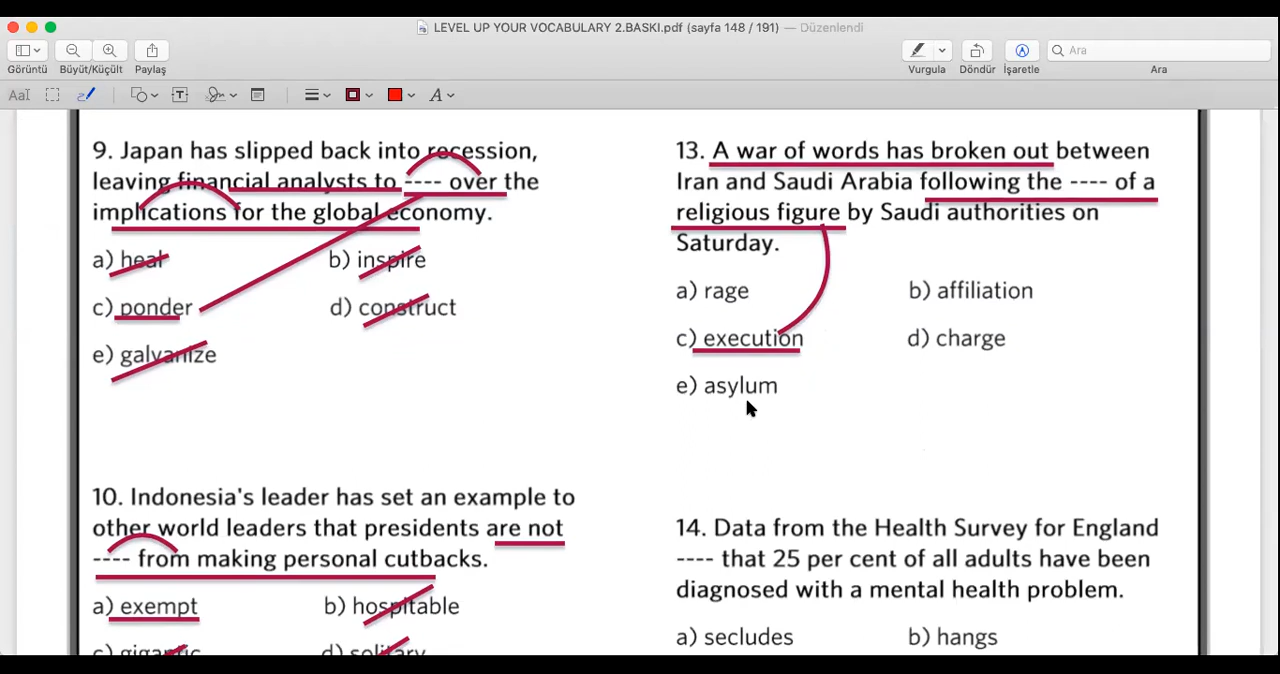 LEVEL UP YOUR VOCABULARY 2.BASKI.pdf (sayfa 148 / 191) — Düzenlendi
Ara
Görüntü Büyüt/Küçült Paylaş Vurgula Döndür İşaretle Ara
AaI T A
9. Japan has slipped back into recession,
leaving financial analysts to ---- over the
implications for the global economy.
a) heal b) inspire
c) ponder d) construct
e) galvanize
10. Indonesia's leader has set an example to
other world leaders that presidents are not
---- from making personal cutbacks.
a) exempt b) hospitable
c) gigantic d) solitary
13. A war of words has broken out between
Iran and Saudi Arabia following the ---- of a
religious figure by Saudi authorities on
Saturday.
a) rage b) affiliation
c) execution d) charge
e) asylum
14. Data from the Health Survey for England
---- that 25 per cent of all adults have been
diagnosed with a mental health problem.
a) secludes b) hangs